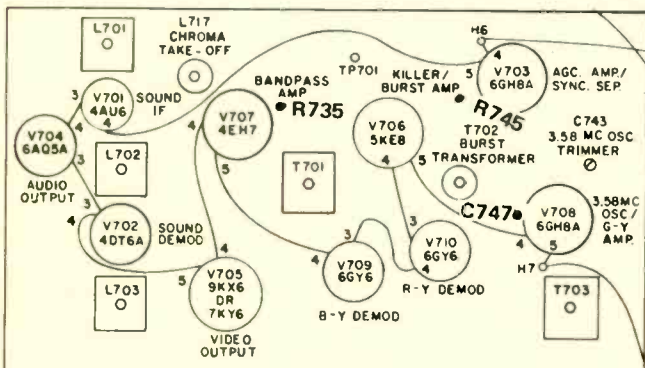 L701
L717
CHROMA
TAKE-OFF
H6
4
5
V703
6GH8A
AGC. AMP./
SYNC. SEP.
TP701
KILLER/
BURST AMP
R745
BANDPASS
AMP
R735
3
V701
4AU6
SOUND
IF
4
4
V704
6AQ5A
3
AUDIO
OUTPUT
L702
V707
4EH7
4
5
V706
5KE8
4
5
T702
BURST
TRANSFORMER
C743
3.58 MC OSC
TRIMMER
T701
C747
V708
6GH8A
4
5
3.58MC
OSC/
G-Y
AMP.
H7
3
4
V702
4DT6A
SOUND
DEMOD
L703
4
5
V705
9KX6
OR
7KY6
VIDEO
OUTPUT
3
4
V709
6GY6
B-Y DEMOD
3
4
V710
6GY6
R-Y DEMOD
T703